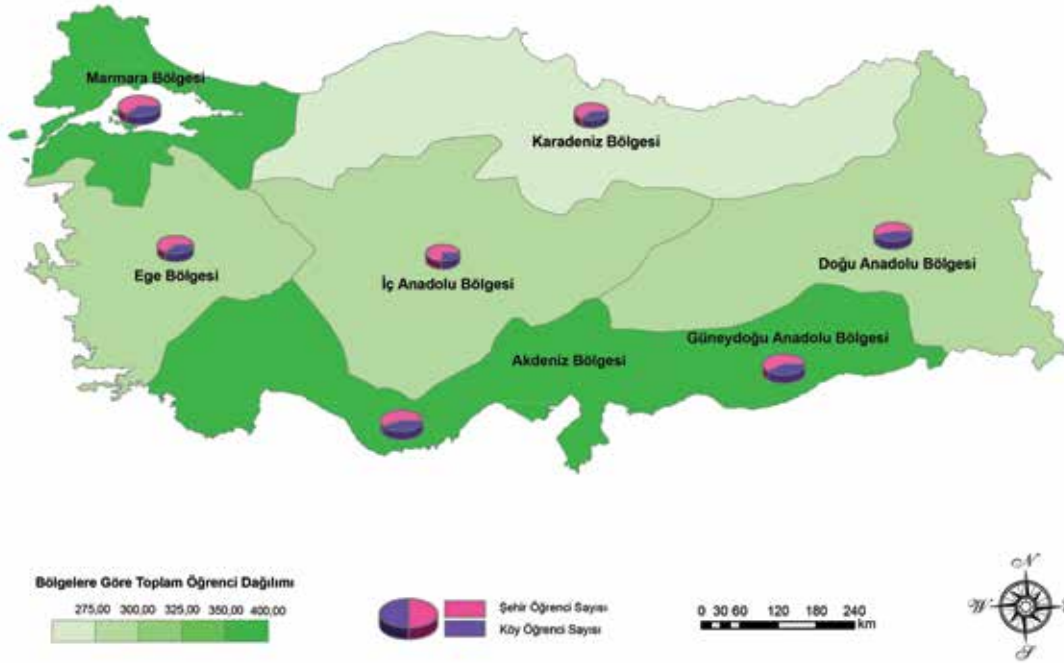 Marmara Bölgesi
Karadeniz Bölgesi
Ege Bölgesi
İç Anadolu Bölgesi
Doğu Anadolu Bölgesi
Güneydoğu Anadolu Bölgesi
Akdeniz Bölgesi
Bölgelere Göre Toplam Öğrenci Dağılımı
275,00 300,00 325,00 350,00 400,00
Şehir Öğrenci Sayısı
Köy Öğrenci Sayısı
0 30 60 120 180 240
km
N
W
S